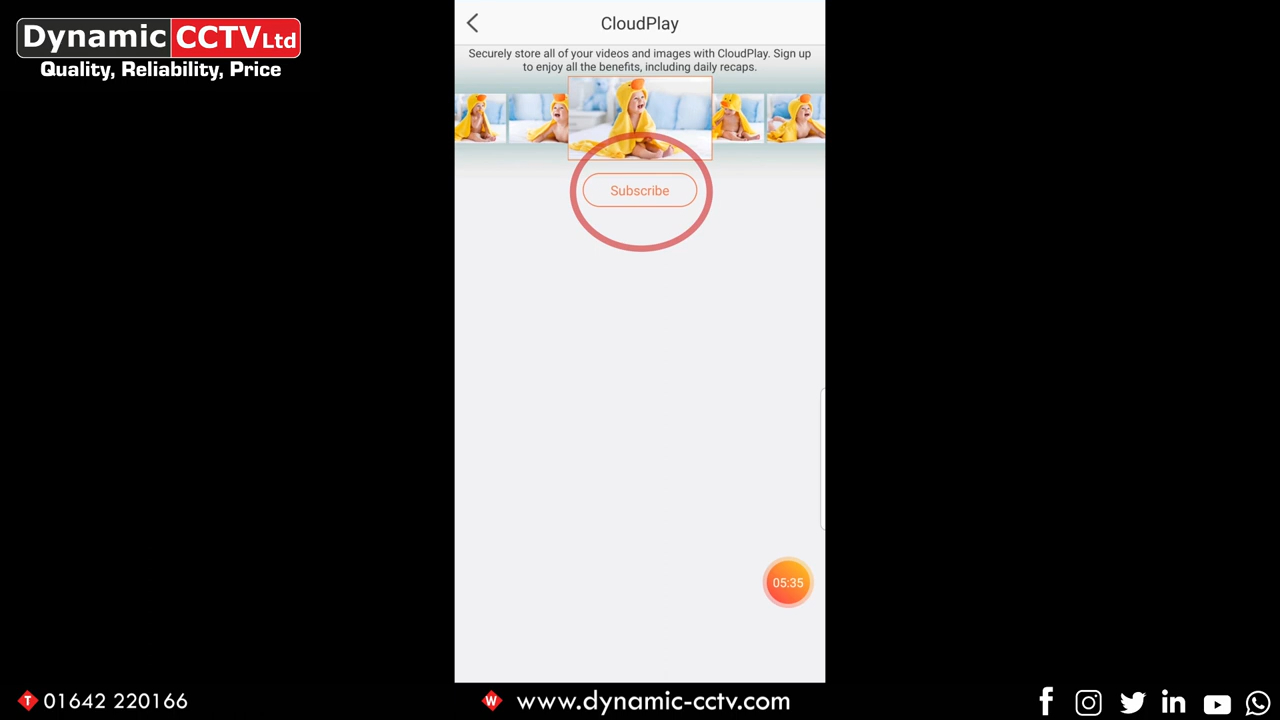 Dynamic CCTV Ltd
Quality, Reliability, Price
CloudPlay
Securely store all of your videos and images with CloudPlay. Sign up
to enjoy all the benefits, including daily recaps.
Subscribe
05:35
T 01642 220166
W www.dynamic-cctv.com